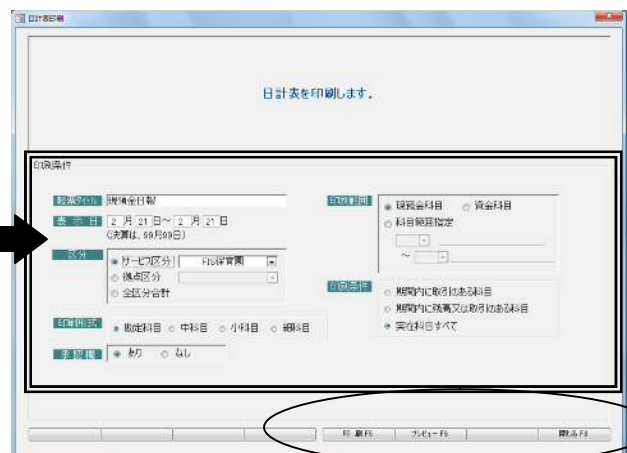 日計表印刷
日計表を印刷します。
印刷条件
帳票タイトル 現預金日報
表示日 2 月 21 日～ 2 月 21 日
(決算は、99月99日)
区分 サービス区分 FIS保育園
拠点区分
全区分合計
印刷形式 勘定科目 中科目 小科目 細科目
承認欄 あり なし
印刷範囲 現預金科目 資金科目
科目範囲指定
～
印刷条件 期間内に取引のある科目
期間内に残高又は取引のある科目
実在科目すべて
印 刷 F5 プレビュー F6 閉じる F8